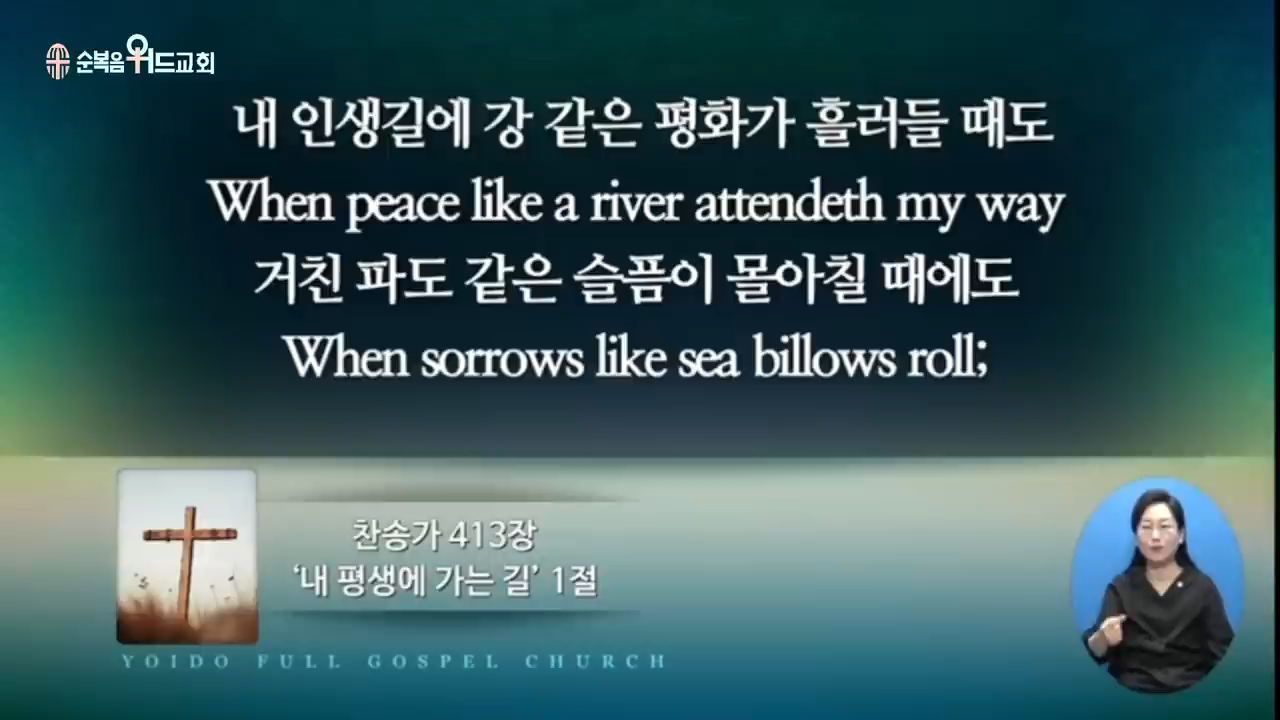 순복음위드교회
내 인생길에 강 같은 평화가 흘러들 때도
When peace like a river attendeth my way
거친 파도 같은 슬픔이 몰아칠 때에도
When sorrows like sea billows roll;
찬송가 413장
‘내 평생에 가는 길’ 1절
YOIDO FULL GOSPEL CHURCH